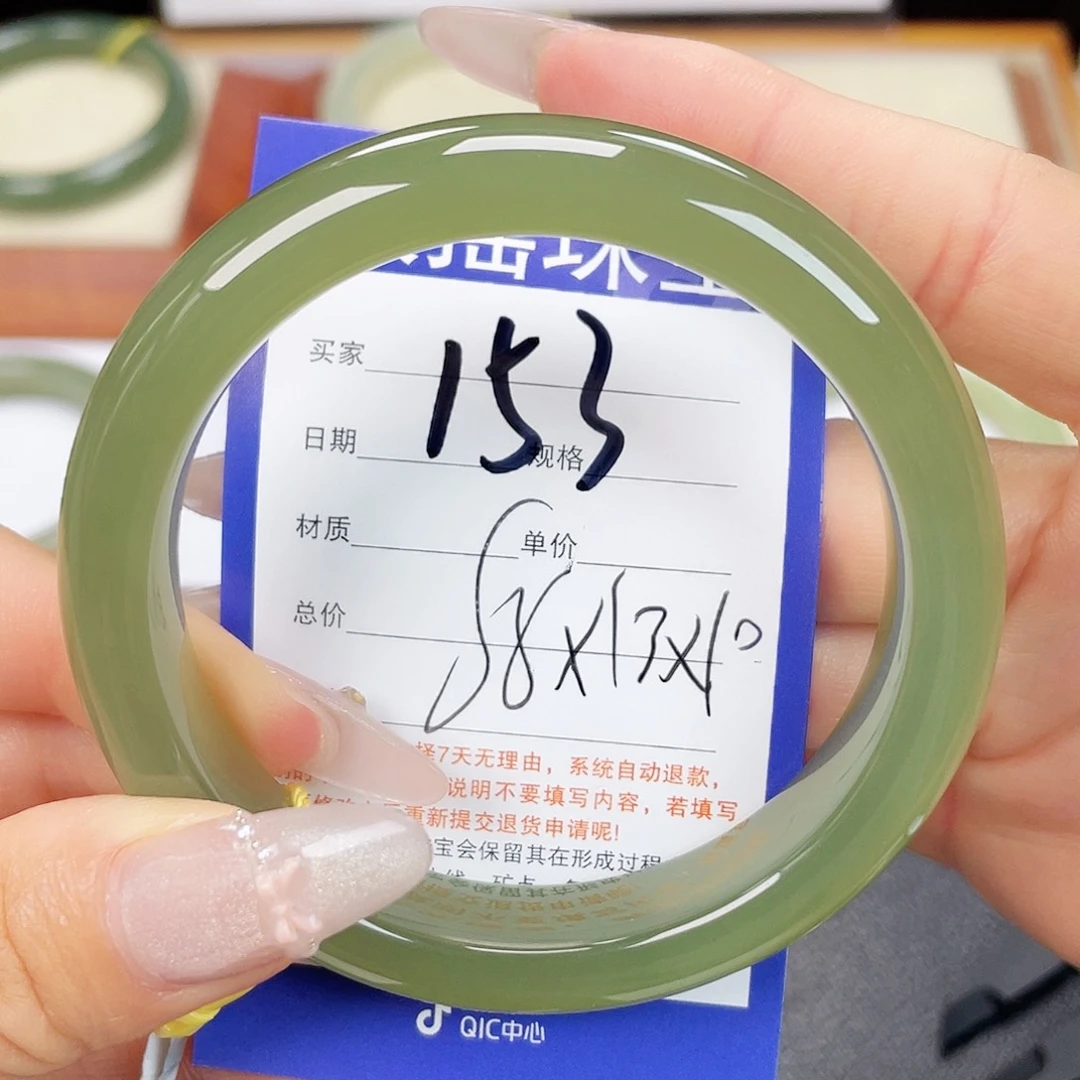 珠
买家
153
日期 规格
材质 单价
总价
58x13x10
择7天无理由，系统自动退款，
说明不要填写内容，若填写
重新提交退货申请呢!
宝会保留其在形成过程
QIC中心